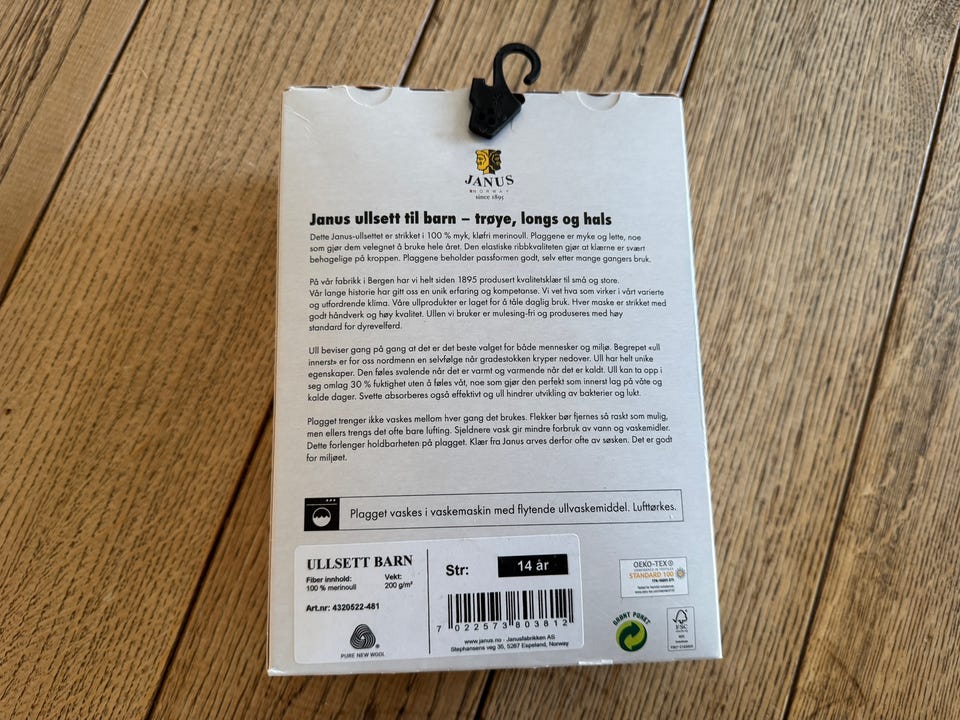 JANUS
NORWAY
since 1895
Janus ullsett til barn – trøye, longs og hals
Dette Janus-ullsettet er strikket i 100 % myk, kløfri merinoull. Plaggene er myke og lette, noe
som gjør dem velegnet å bruke hele året. Den elastiske ribbkvaliteten gjør at klærne er svært
behagelige på kroppen. Plaggene beholder passformen godt, selv etter mange gangers bruk.
På vår fabrikk i Bergen har vi helt siden 1895 produsert kvalitetsklær til små og store.
Vår lange historie har gitt oss en unik erfaring og kompetanse. Vi vet hva som virker i vårt varierte
og utfordrende klima. Våre ullprodukter er laget for å tåle daglig bruk. Hver maske er strikket med
godt håndverk og høy kvalitet. Ullen vi bruker er mulesing-fri og produseres med høy
standard for dyrevelferd.
Ull beviser gang på gang at det er det beste valget for både mennesker og miljø. Begrepet «ull
innerst» er for oss nordmenn en selvfølge når gradestokken kryper nedover. Ull har helt unike
egenskaper. Den føles svalende når det er varmt og varmende når det er kaldt. Ull kan ta opp i
seg omlag 30 % fuktighet uten å føles våt, noe som gjør den perfekt som innerst lag på våte og
kalde dager. Svette absorberes også effektivt og ull hindrer utvikling av bakterier og lukt.
Plagget trenger ikke vaskes mellom hver gang det brukes. Flekker bør fjernes så raskt som mulig,
men ellers trengs det ofte bare lufting. Sjeldnere vask gir mindre forbruk av vann og vaskemidler.
Dette forlenger holdbarheten på plagget. Klær fra Janus arves derfor ofte av søsken. Det er godt
for miljøet.
Plagget vaskes i vaskemaskin med flytende ullvaskemiddel. Lufttørkes.
ULLSETT BARN
Fiber innhold:
100 % merinoull
Vekt:
200 g/m²
Art.nr: 4320522-481
PURE NEW WOOL
Str:
14 år
7 022573 803812
www.janus.no - Janusfabrikken AS
Stephansens veg 35, 5267 Espeland, Norway
OEKO-TEX®
CONFIDENCE IN TEXTILES
STANDARD 100
GRØNT PUNKT
FSC